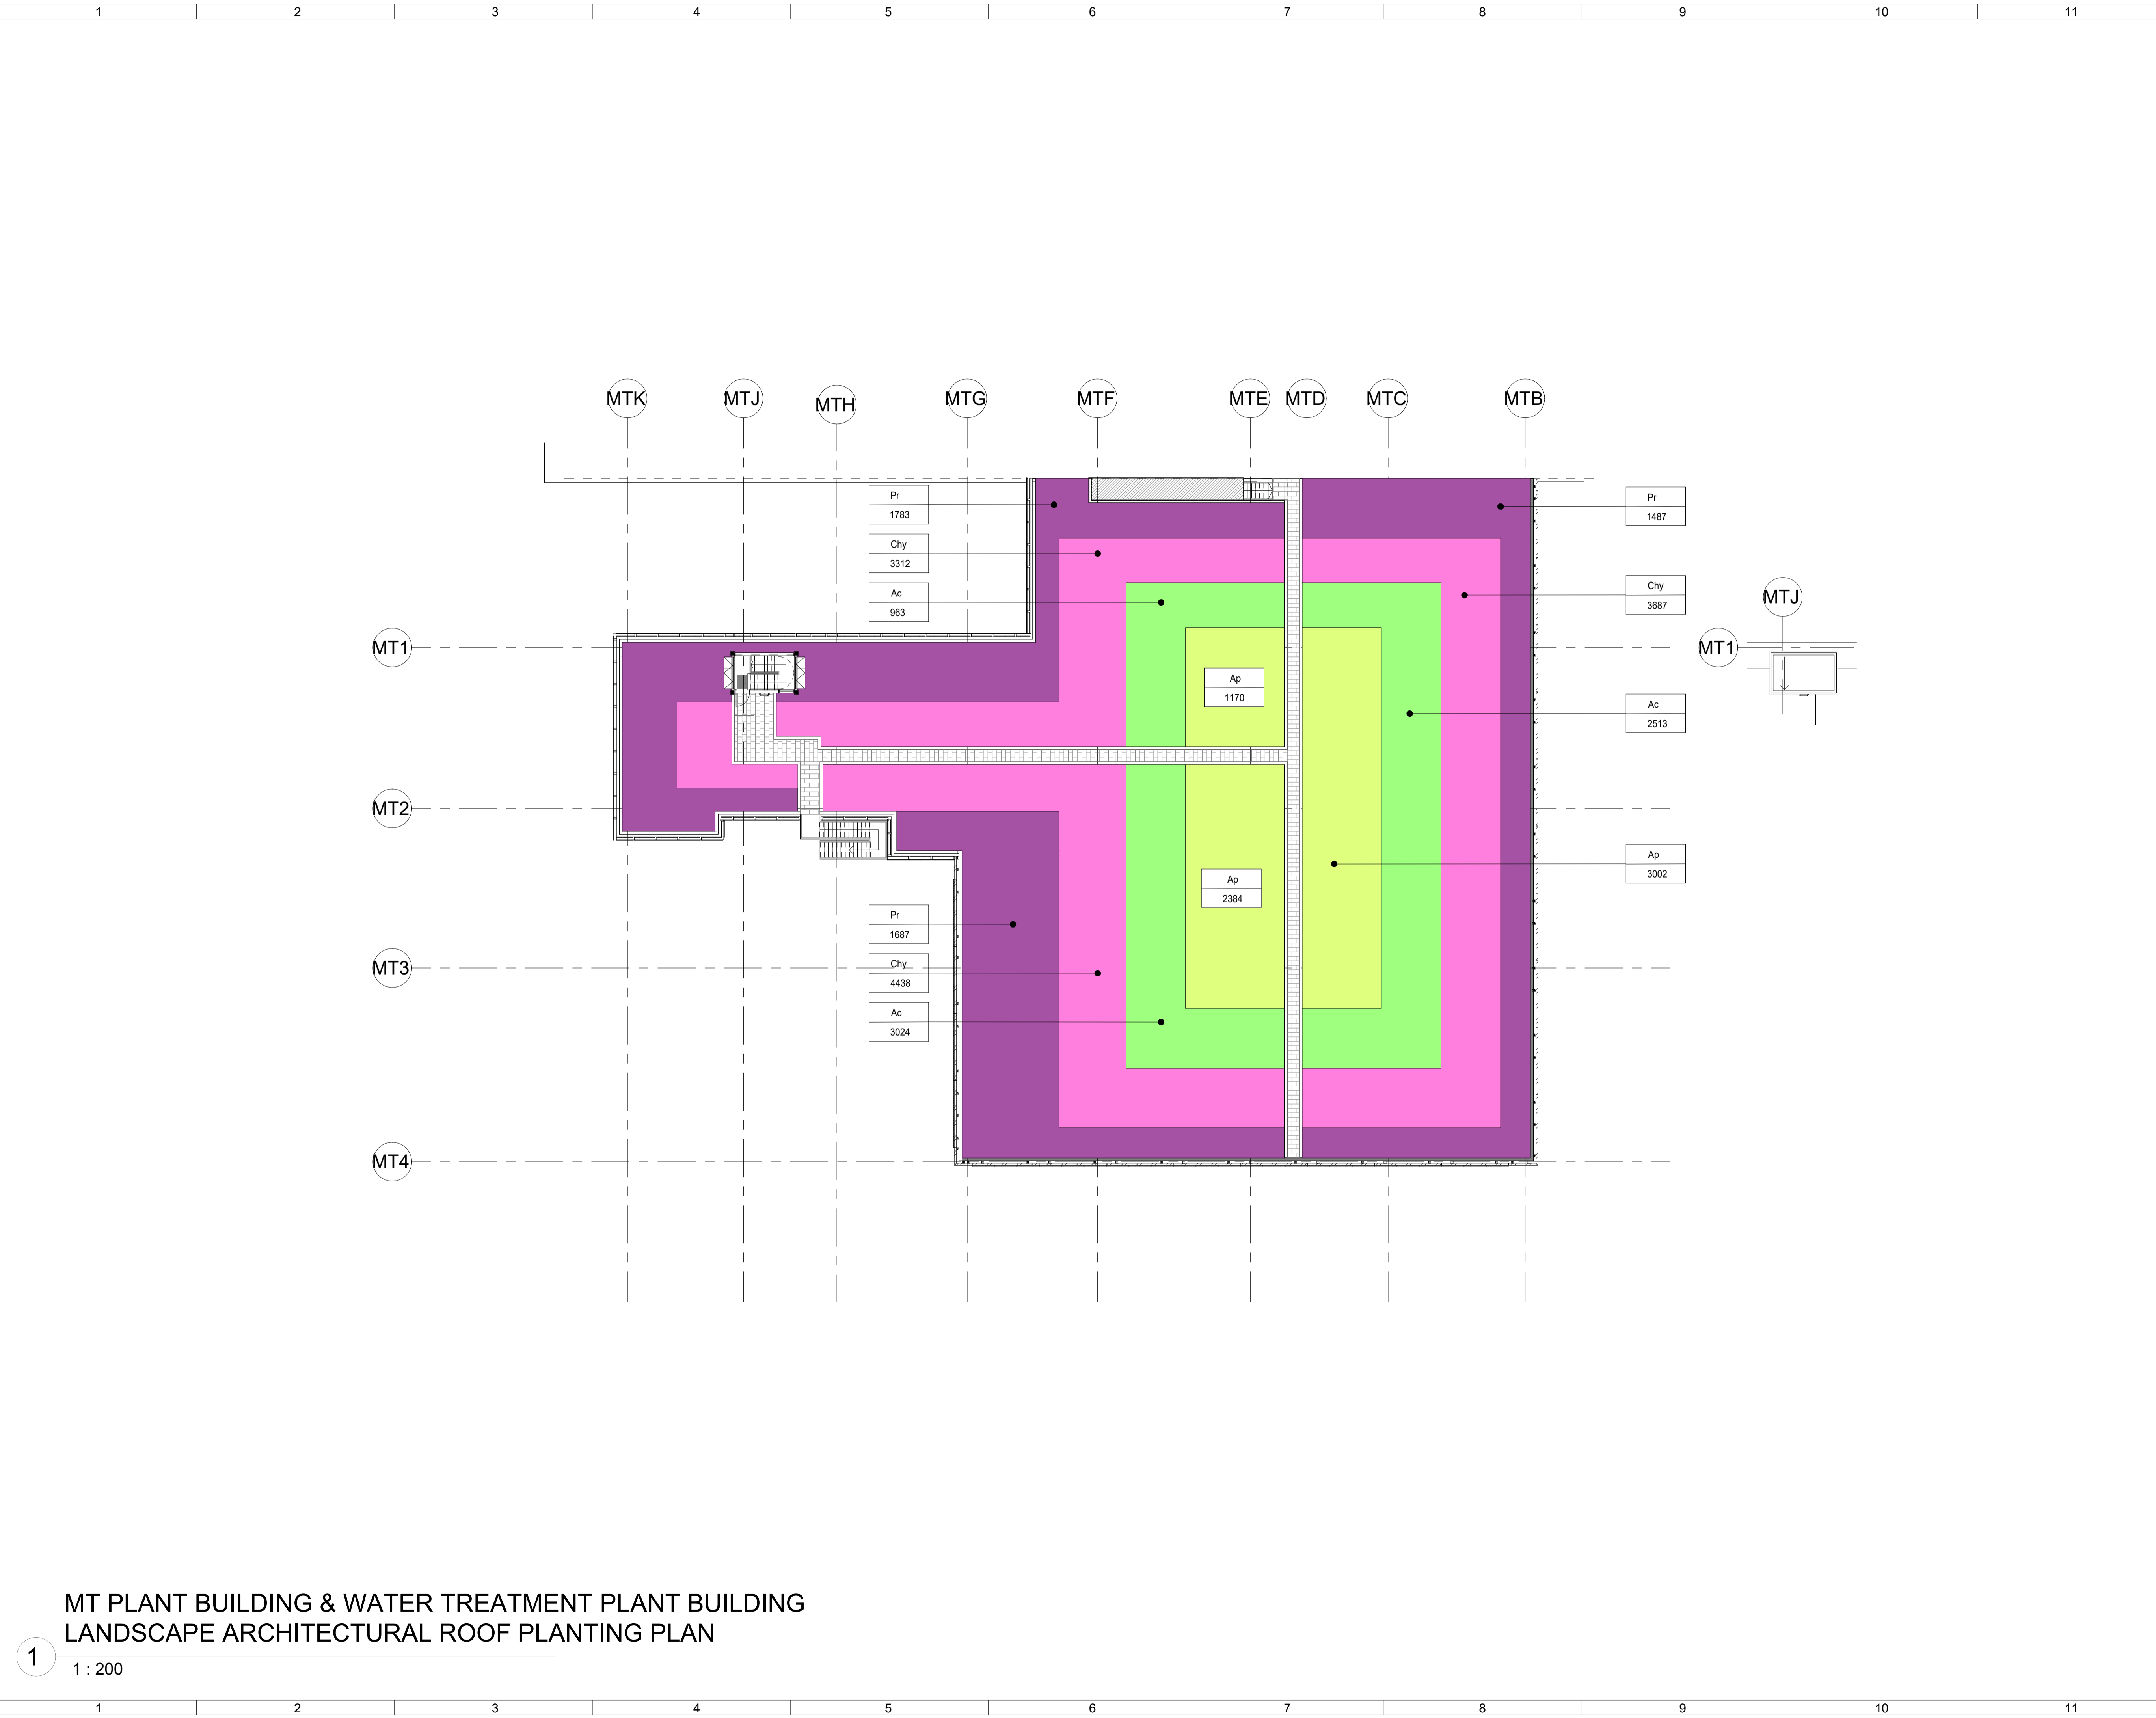 1 2 3 4 5 6 7 8 9 10 11
MTK MTJ MTH MTG MTF MTE MTD MTC MTB
Pr
1783
Chy
3312
Ac
963
Pr
1487
Chy
3687
MTJ
MT1
MT1
Ap
1170
Ac
2513
MT2
Ap
2384
Ap
3002
Pr
1687
Chy
4438
Ac
3024
MT3
MT4
MT PLANT BUILDING & WATER TREATMENT PLANT BUILDING
LANDSCAPE ARCHITECTURAL ROOF PLANTING PLAN
1
1 : 200
1 2 3 4 5 6 7 8 9 10 11